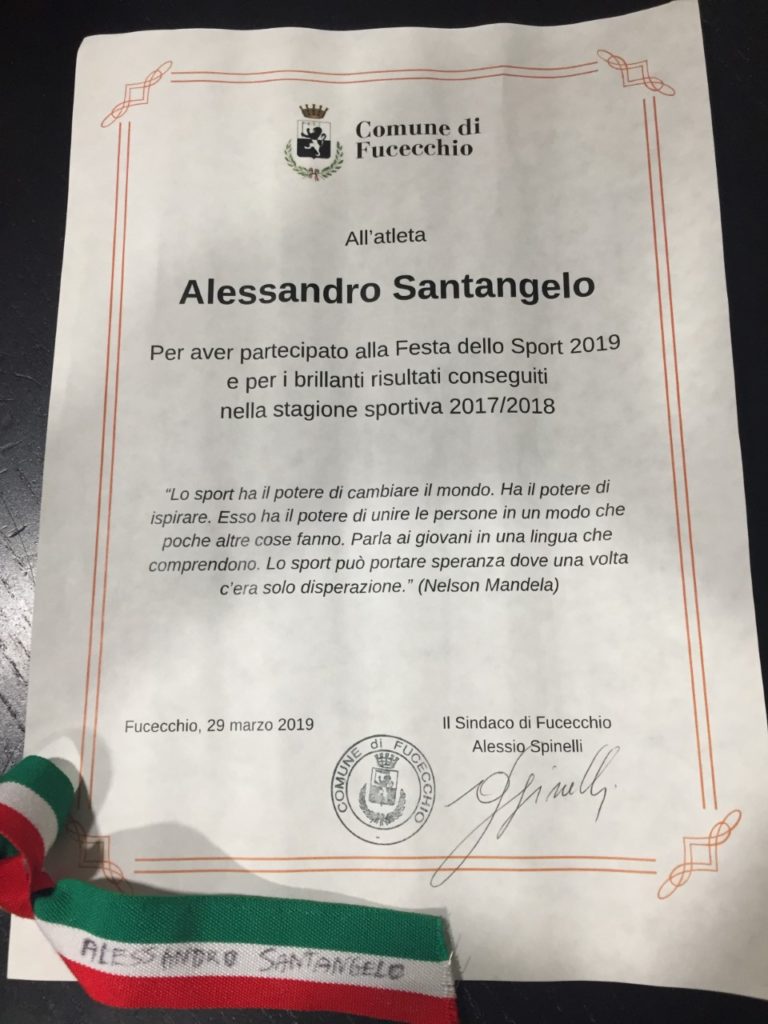 Comune di
Fucecchio
All'atleta
Alessandro Santangelo
Per aver partecipato alla Festa dello Sport 2019
e per i brillanti risultati conseguiti
nella stagione sportiva 2017/2018
“Lo sport ha il potere di cambiare il mondo. Ha il potere di
ispirare. Esso ha il potere di unire le persone in un modo che
poche altre cose fanno. Parla ai giovani in una lingua che
comprendono. Lo sport può portare speranza dove una volta
c'era solo disperazione.” (Nelson Mandela)
Fucecchio, 29 marzo 2019
Il Sindaco di Fucecchio
Alessio Spinelli
COMUNE di FUCECCHIO
Spinelli
ALESSANDRO SANTANGELO